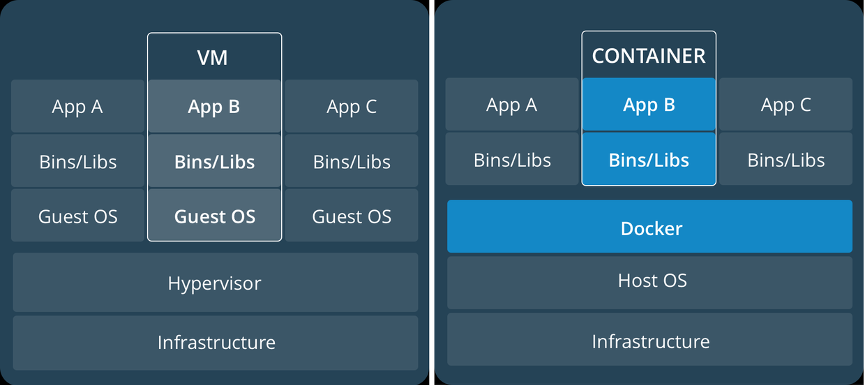 VM
App A App B App C
Bins/Libs Bins/Libs Bins/Libs
Guest OS Guest OS Guest OS
Hypervisor
Infrastructure
CONTAINER
App A App B App C
Bins/Libs Bins/Libs Bins/Libs
Docker
Host OS
Infrastructure